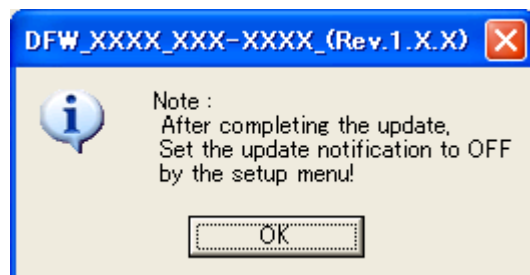 DFW_XXXX_XXX-XXXX_(Rev.1.X.X)
Note :
After completing the update,
Set the update notification to OFF
by the setup menu!
OK